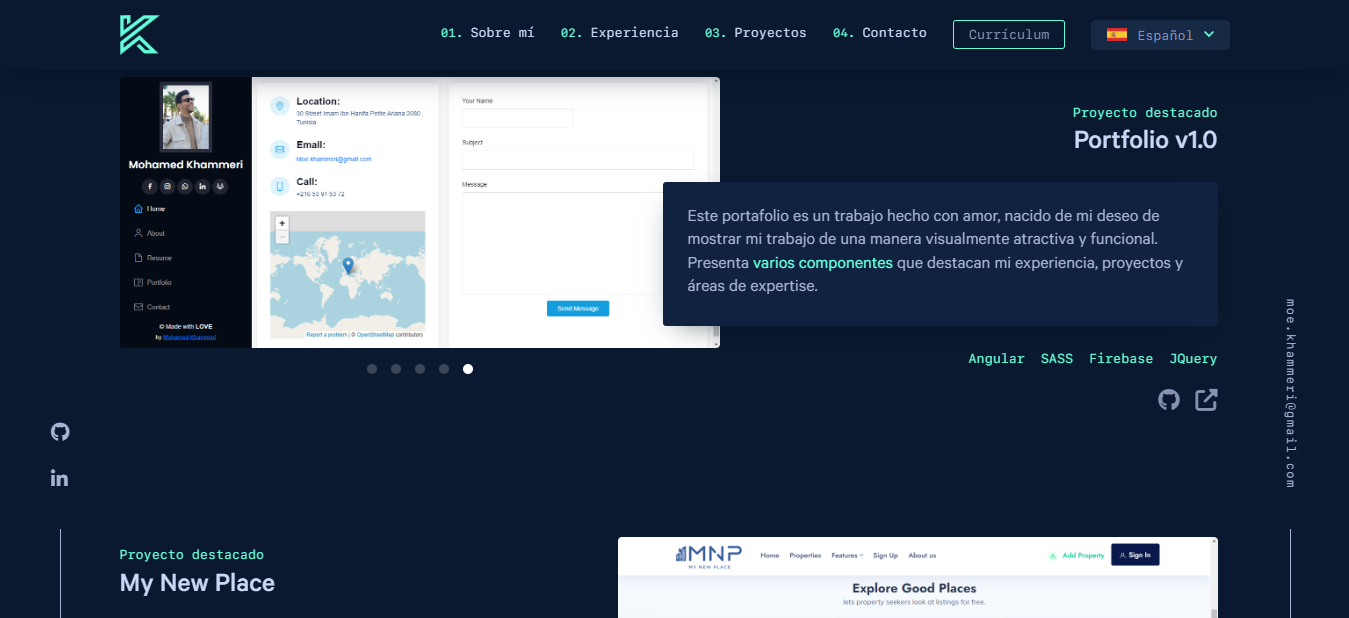 01. Sobre mí
02. Experiencia
03. Proyectos
04. Contacto
Currículum
Español
Mohamed Khammeri
Home
About
Resume
Portfolio
Contact
© Made with LOVE
by Mohamed Khammeri
Location:
30 Street Imam Ibn Hanifa Petite Ariana 2080,
Tunisia
Email:
Moe.khammeri@gmail.com
Call:
+
−
Report a problem | © OpenStreetMap contributors
Your Name
Subject
Message
Send Message
Proyecto destacado
Portfolio v1.0
Este portafolio es un trabajo hecho con amor, nacido de mi deseo de
mostrar mi trabajo de una manera visualmente atractiva y funcional.
Presenta varios componentes que destacan mi experiencia, proyectos y
áreas de expertise.
Angular SASS Firebase JQuery
moe.khammeri@gmail.com
in
Proyecto destacado
My New Place
MNP
MY NEW PLACE
Home
Properties
Features
Sign Up
About us
Add Property
Sign In
Explore Good Places
lets property seekers look at listings for free.